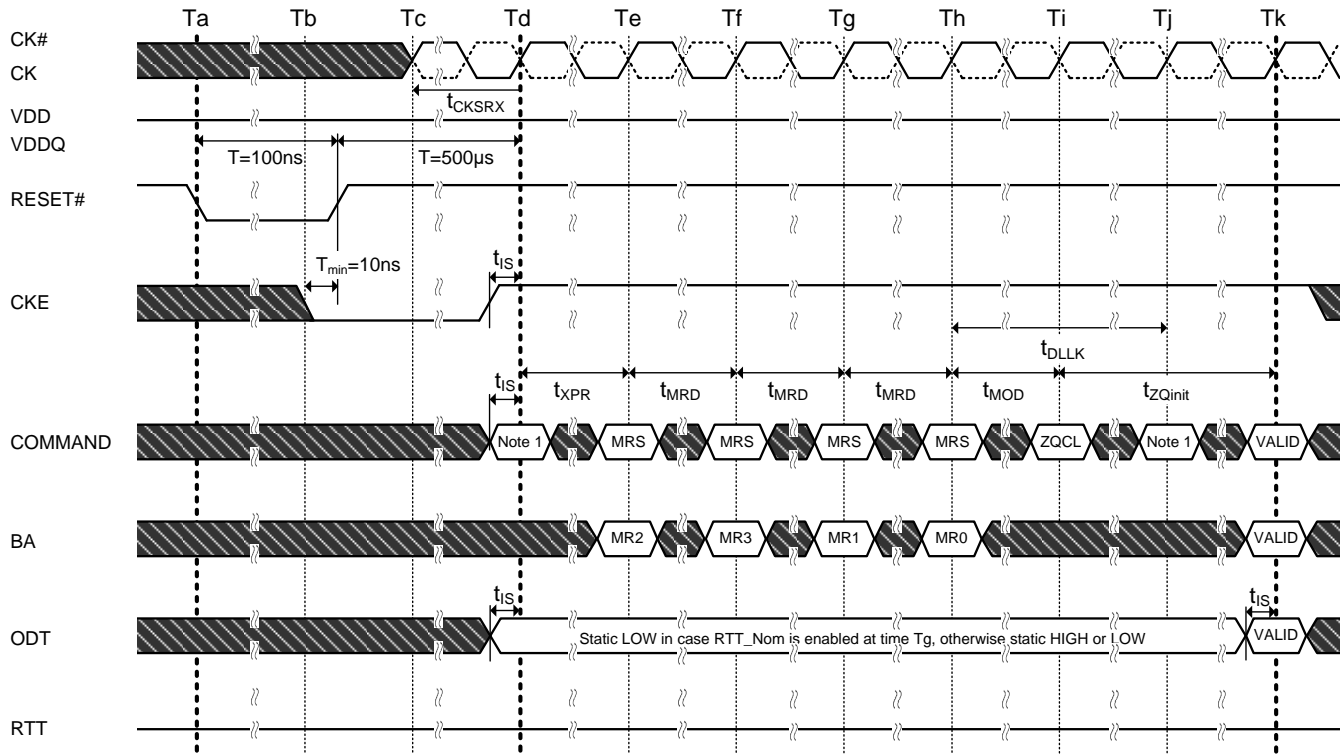 Ta Tb Tc Td Te Tf Tg Th Ti Tj Tk
CK#
CK
tCKSRX
VDD
VDDQ
T=100ns T=500µs
RESET#
Tmin=10ns tIS
CKE
tDLLK
tIS tXPR tMRD tMRD tMRD tMOD tZQinit
COMMAND Note 1 MRS MRS MRS MRS ZQCL Note 1 VALID
BA MR2 MR3 MR1 MR0 VALID
tIS tIS
ODT Static LOW in case RTT_Nom is enabled at time Tg, otherwise static HIGH or LOW VALID
RTT